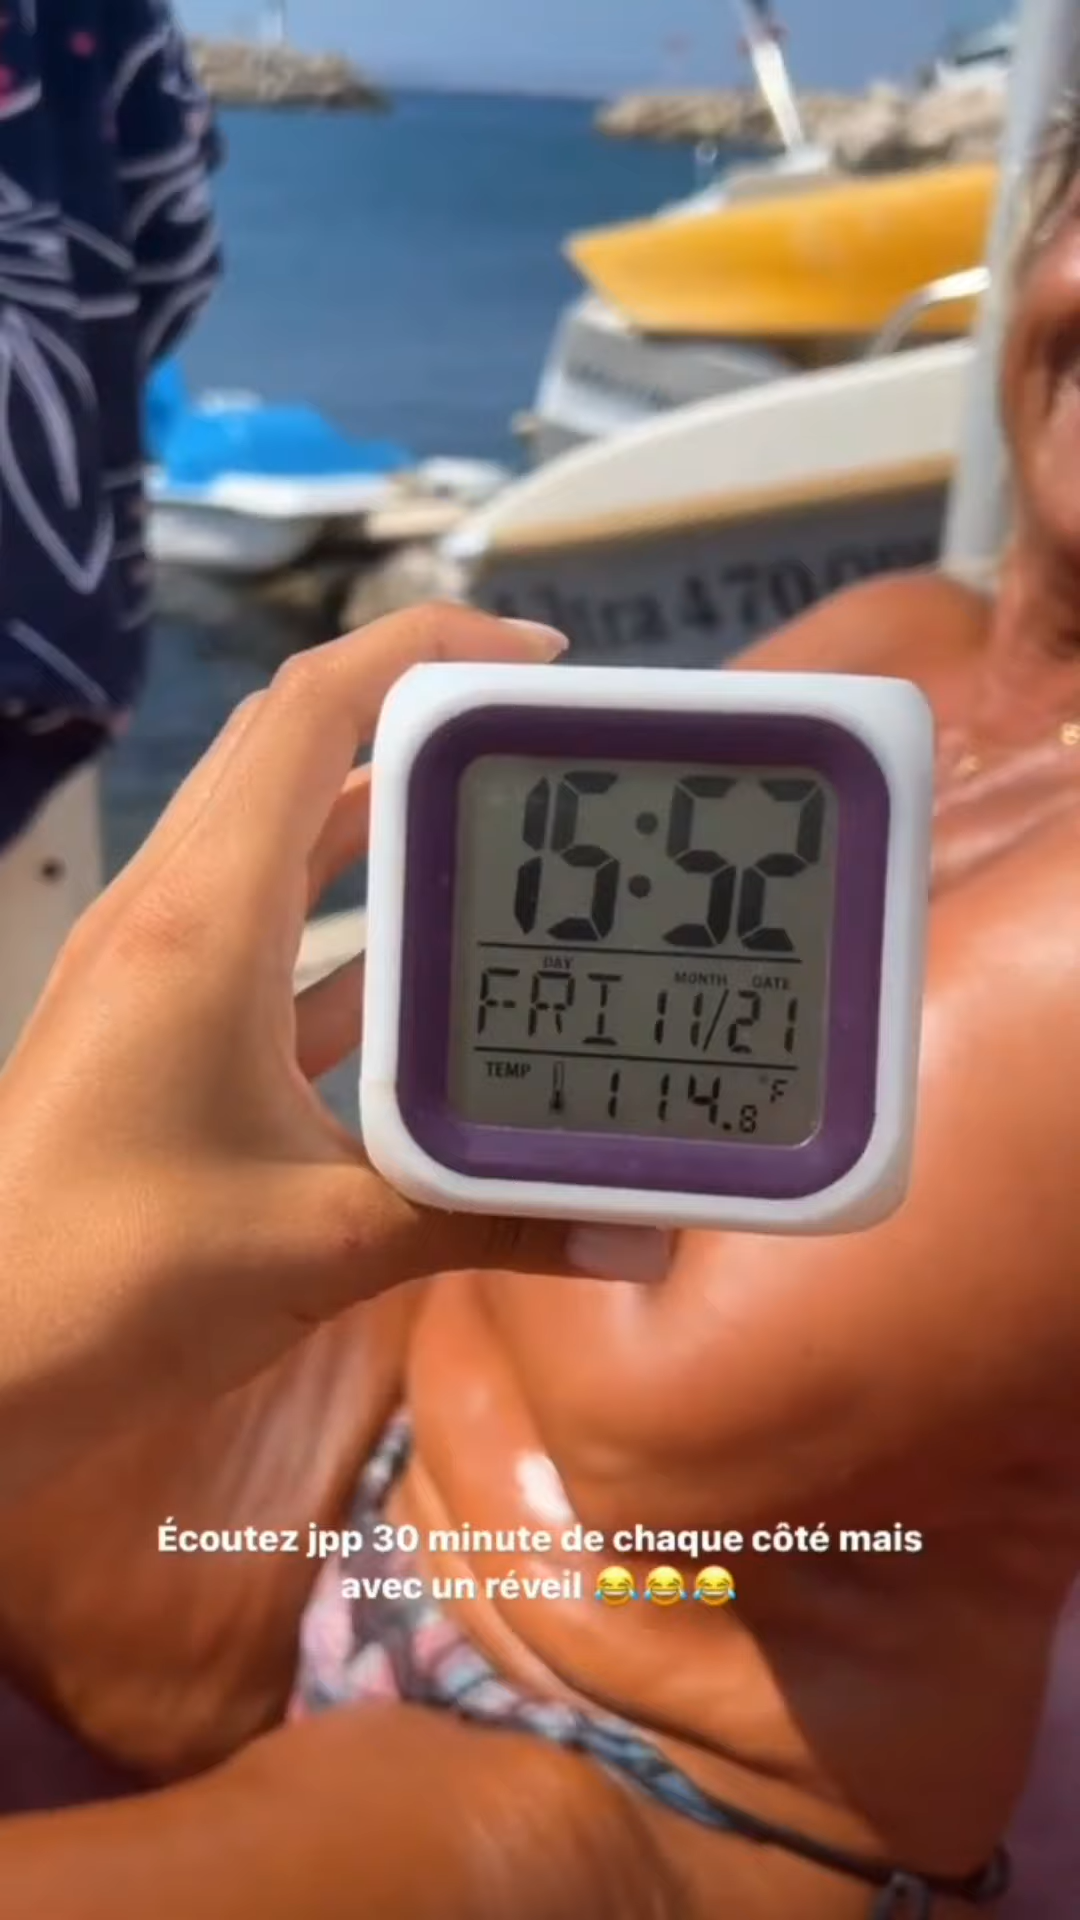 470
15:52
DAY MONTH DATE
FRI 11/21
TEMP 114.8 °F
Écoutez jpp 30 minute de chaque côté mais
avec un réveil 😂😂😂